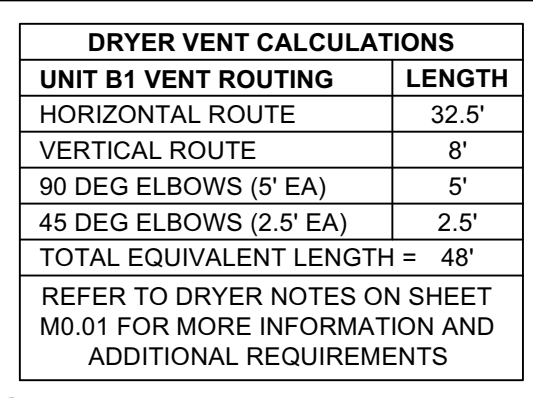 DRYER VENT CALCULATIONS
UNIT B1 VENT ROUTING LENGTH
HORIZONTAL ROUTE 32.5'
VERTICAL ROUTE 8'
90 DEG ELBOWS (5' EA) 5'
45 DEG ELBOWS (2.5' EA) 2.5'
TOTAL EQUIVALENT LENGTH = 48'
REFER TO DRYER NOTES ON SHEET
M0.01 FOR MORE INFORMATION AND
ADDITIONAL REQUIREMENTS